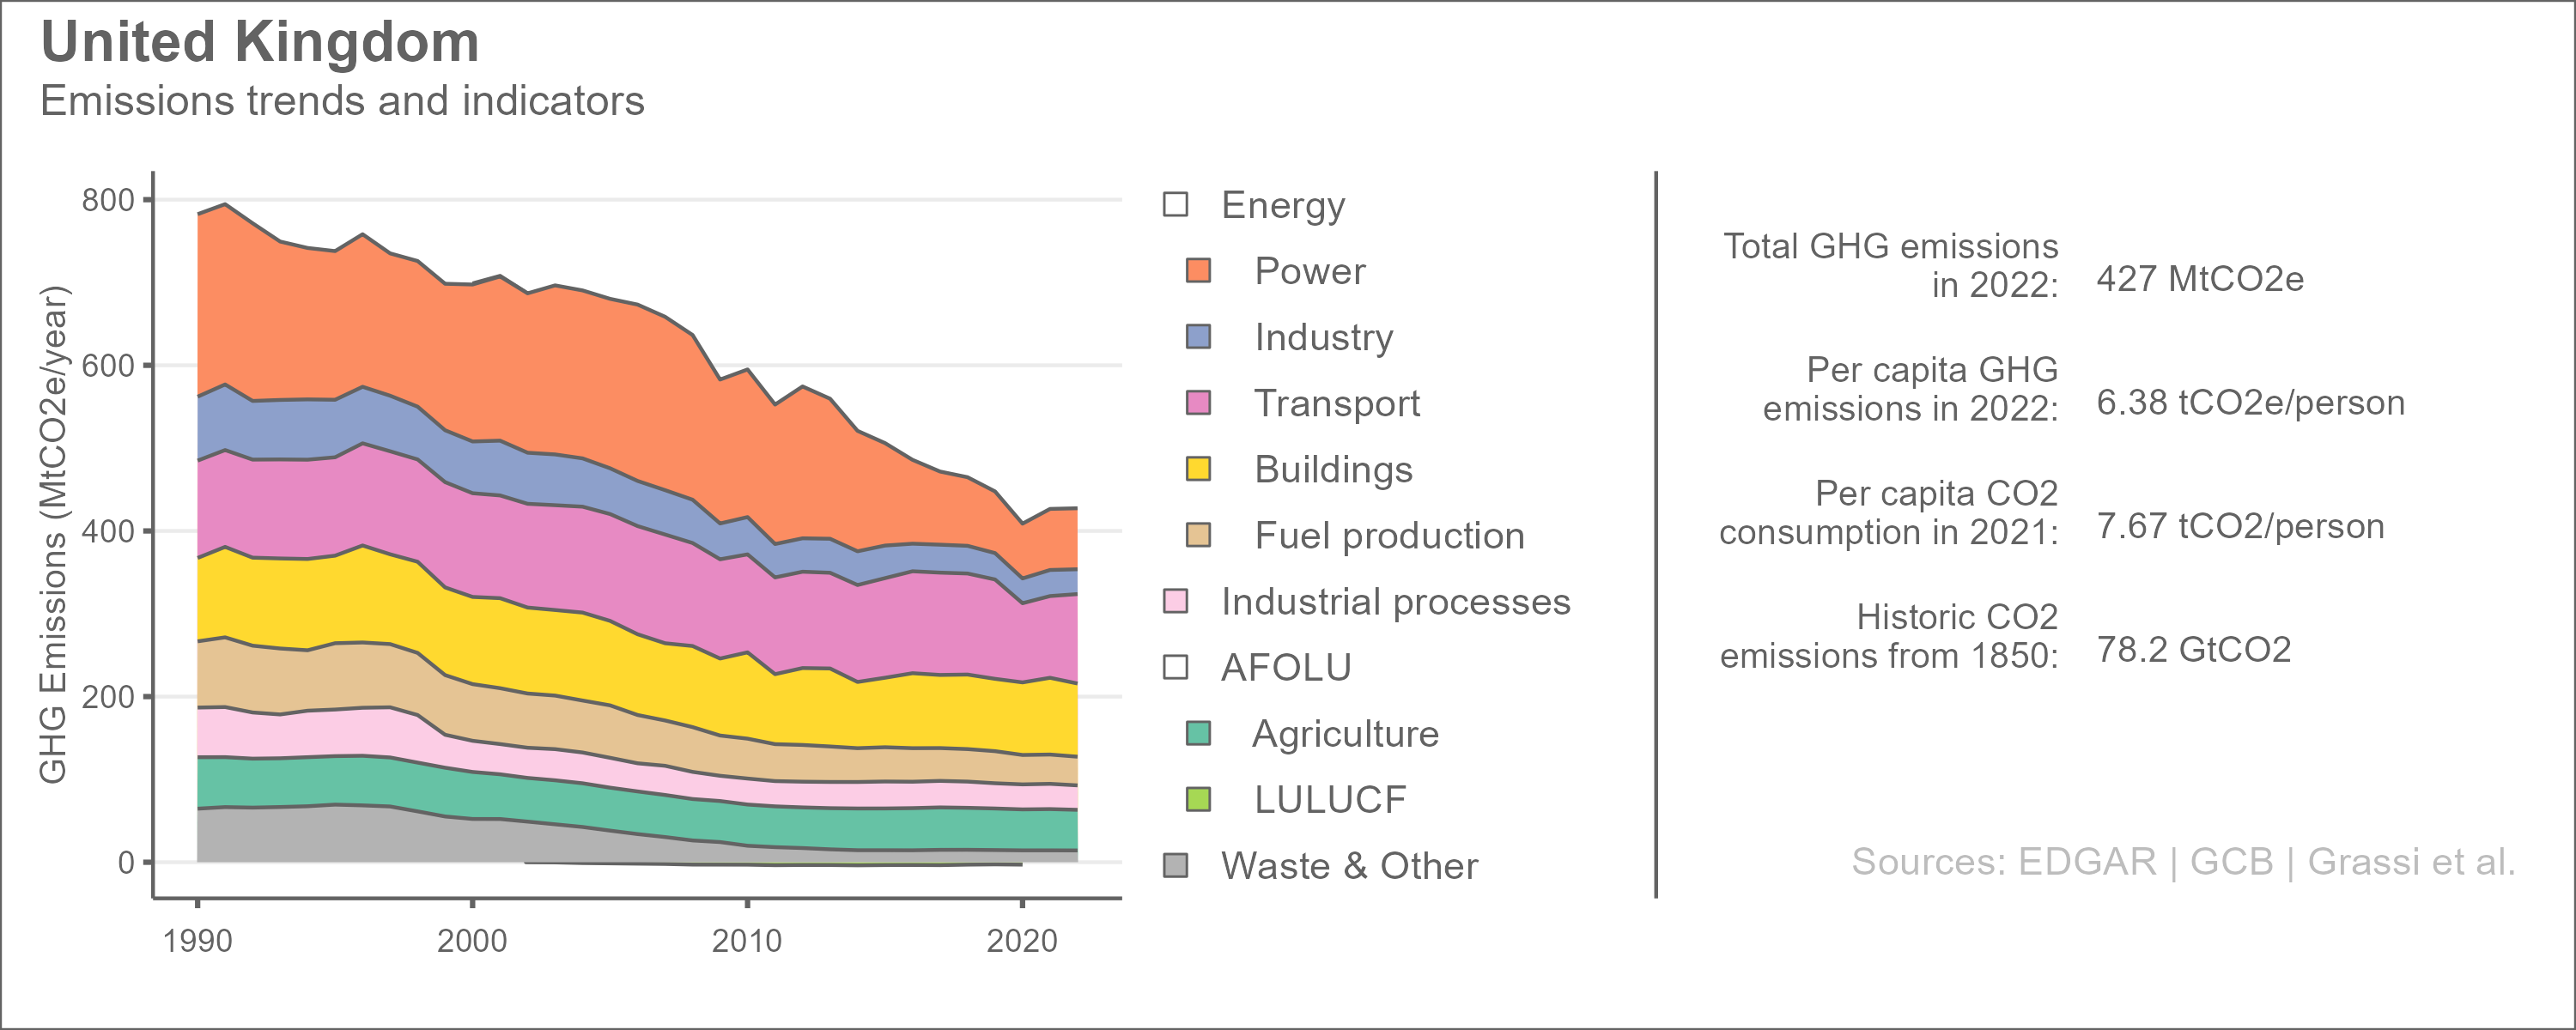 United Kingdom
Emissions trends and indicators
GHG Emissions (MtCO2e/year)
800
600
400
200
0
1990
2000
2010
2020
Energy
Power
Industry
Transport
Buildings
Fuel production
Industrial processes
AFOLU
Agriculture
LULUCF
Waste & Other
Total GHG emissions
in 2022:
427 MtCO2e
Per capita GHG
emissions in 2022:
6.38 tCO2e/person
Per capita CO2
consumption in 2021:
7.67 tCO2/person
Historic CO2
emissions from 1850:
78.2 GtCO2
Sources: EDGAR | GCB | Grassi et al.